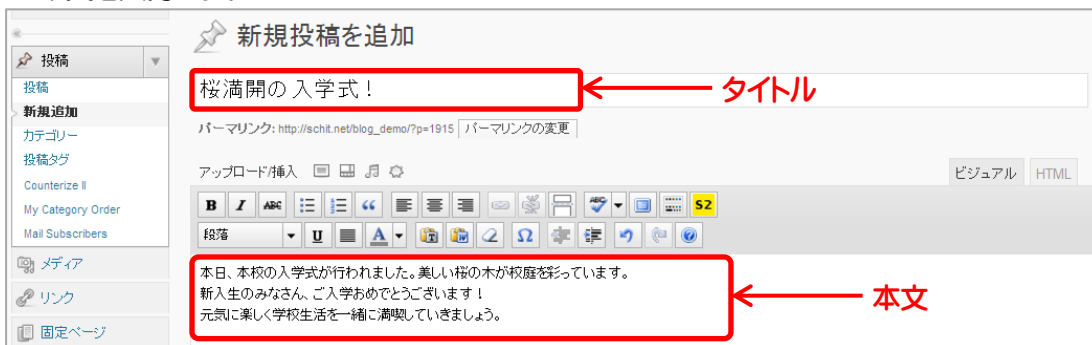 新規投稿を追加
投稿
投稿
新規追加
カテゴリー
投稿タグ
Counterize II
My Category Order
Mail Subscribers
メディア
リンク
固定ページ
桜満開の入学式！
タイトル
パーマリンク: http://schit.net/blog_demo/?p=1915 パーマリンクの変更
アップロード/挿入
ビジュアル HTML
B I ABC S2
段落 U A
本日、本校の入学式が行われました。美しい桜の木が校庭を彩っています。
新入生のみなさん、ご入学おめでとうございます！
元気に楽しく学校生活を一緒に満喫していきましょう。
本文